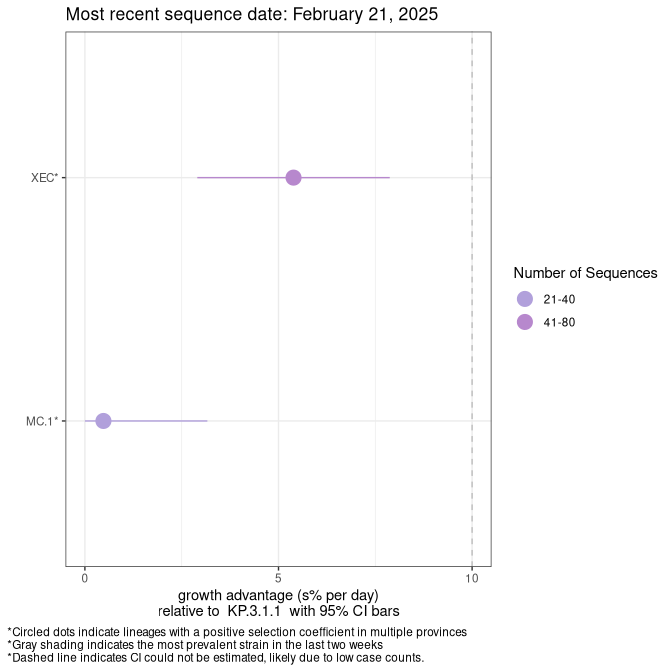 Most recent sequence date: February 21, 2025
XEC*
MC.1*
0 5 10
growth advantage (s% per day)
relative to KP.3.1.1 with 95% CI bars
Number of Sequences
21-40
41-80
*Circled dots indicate lineages with a positive selection coefficient in multiple provinces
*Gray shading indicates the most prevalent strain in the last two weeks
*Dashed line indicates CI could not be estimated, likely due to low case counts.